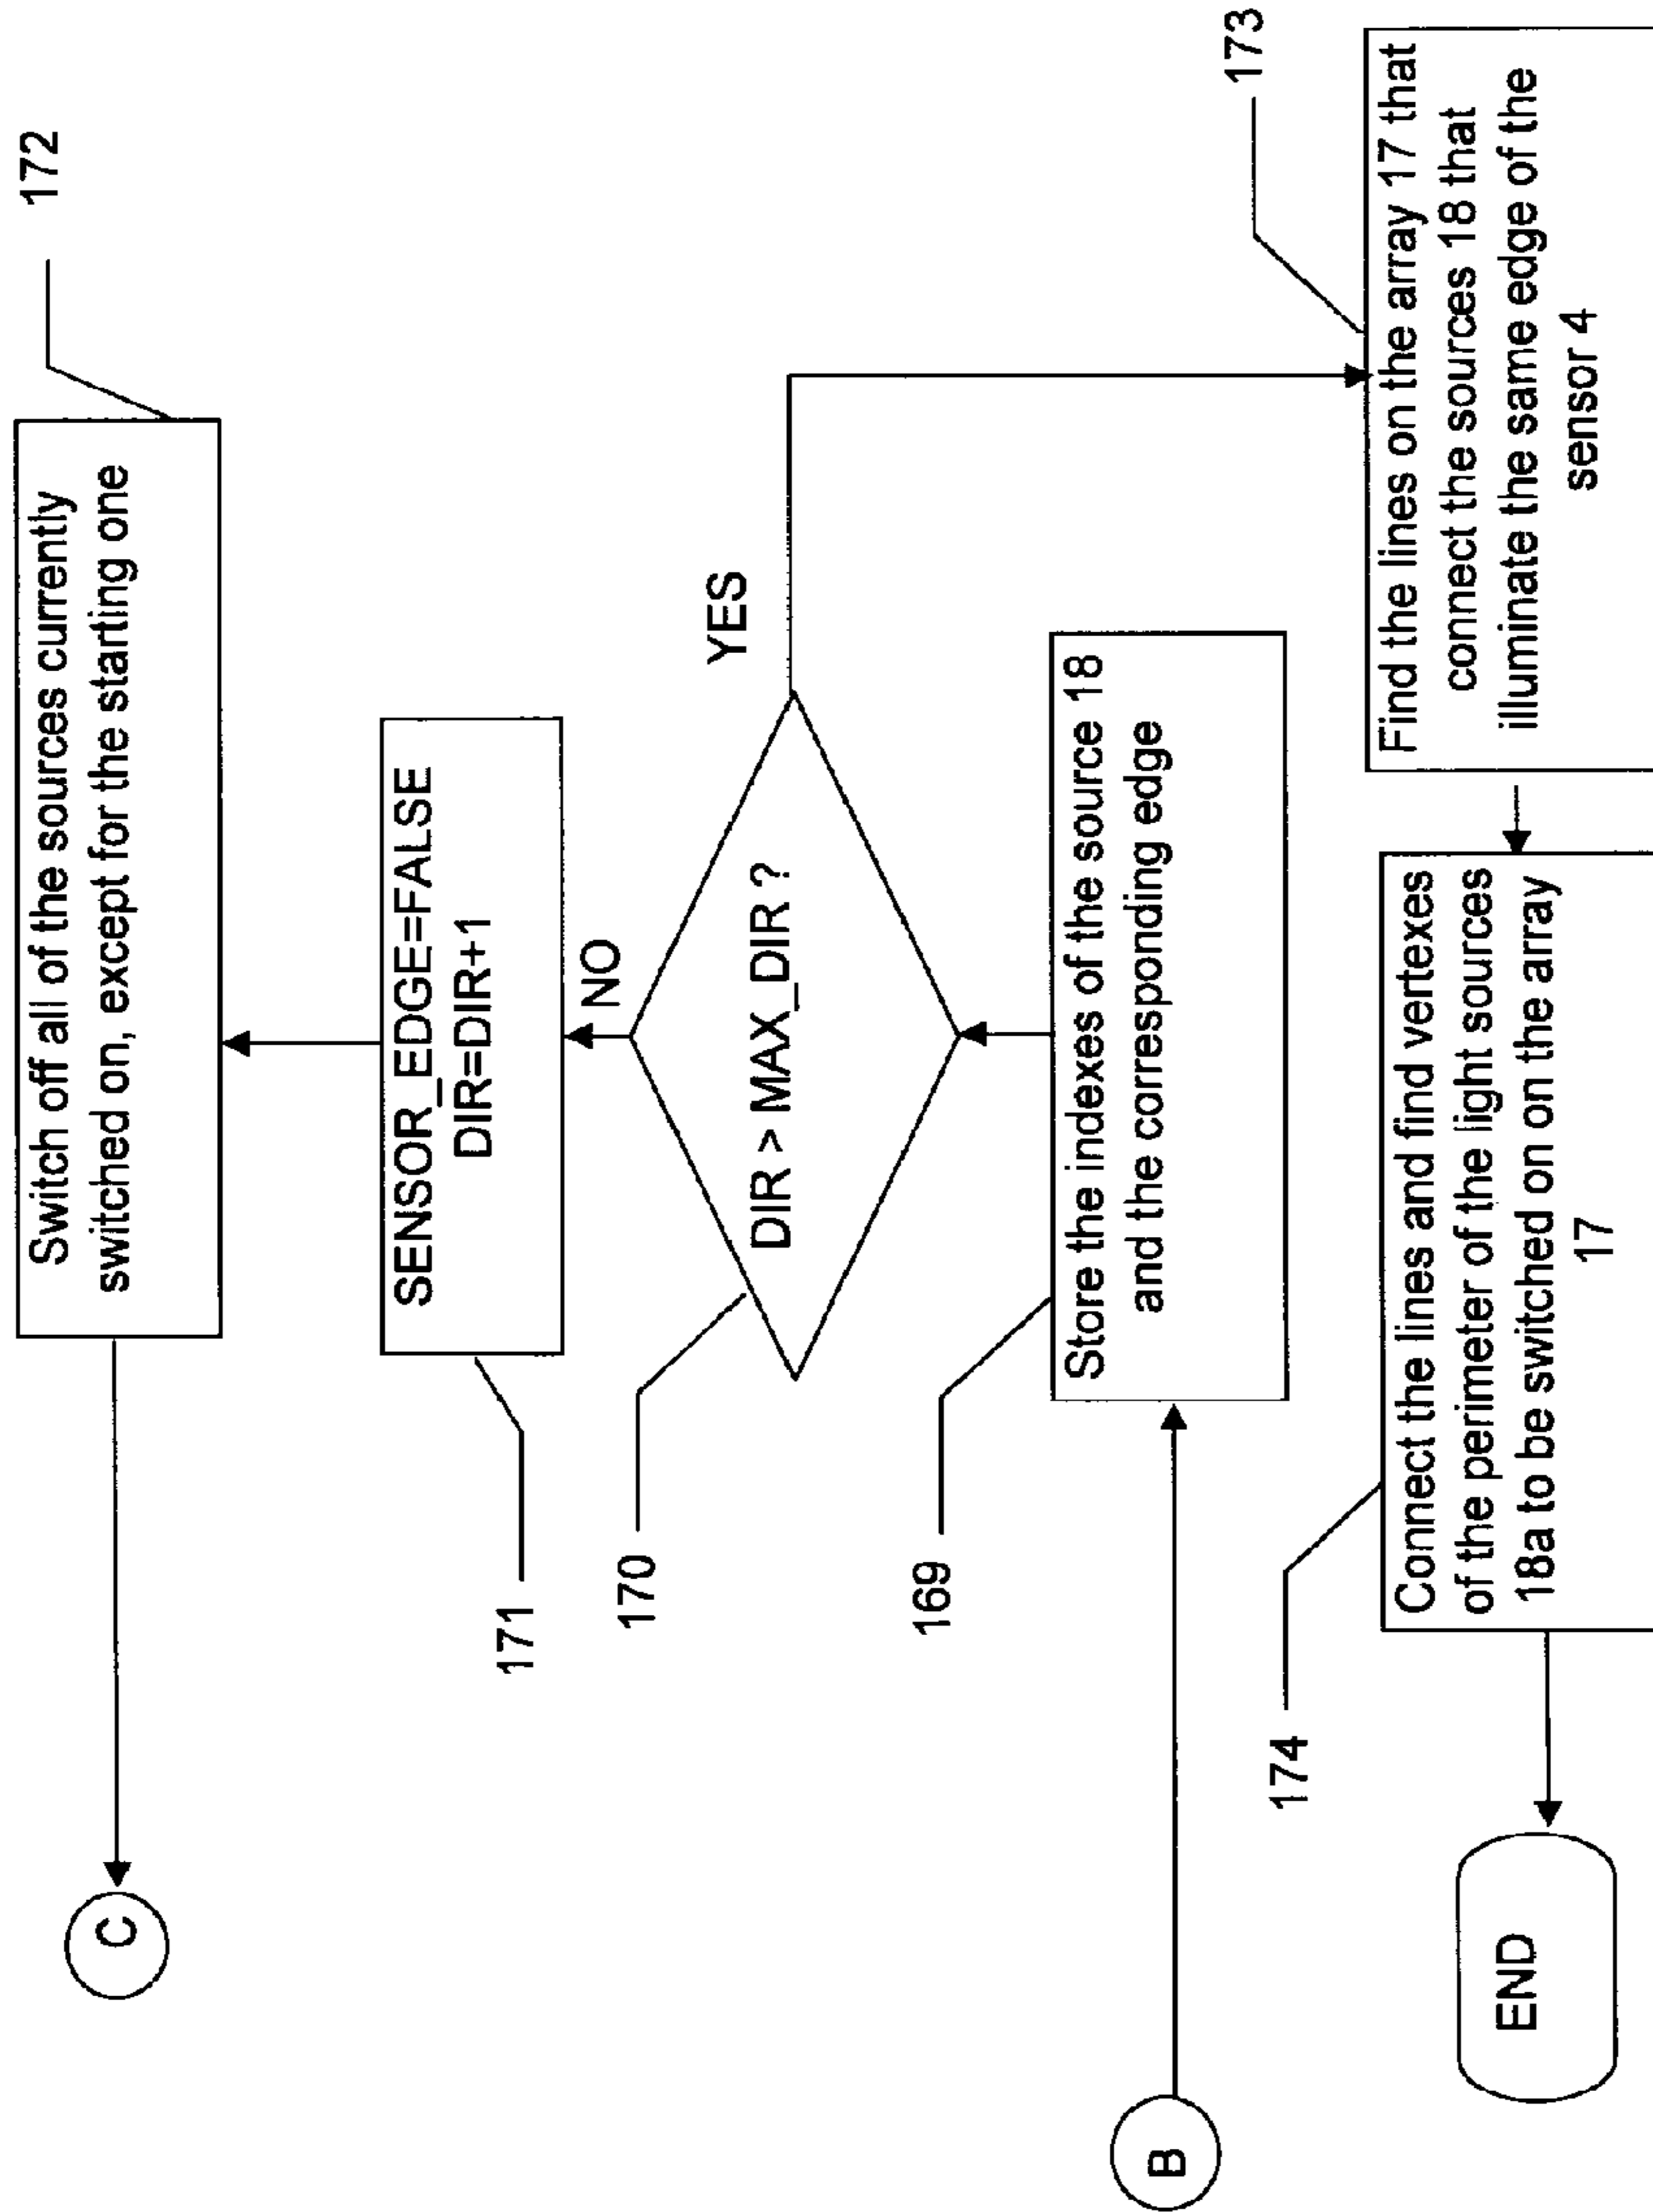 C
Switch off all of the sources currently
switched on, except for the starting one
172
171
SENSOR_EDGE=FALSE
DIR=DIR+1
NO
170
DIR > MAX_DIR ?
YES
B
169
Store the indexes of the source 18
and the corresponding edge
173
174
END
Connect the lines and find vertexes
of the perimeter of the light sources
18a to be switched on on the array
17
Find the lines on the array 17 that
connect the sources 18 that
illuminate the same edge of the
sensor 4